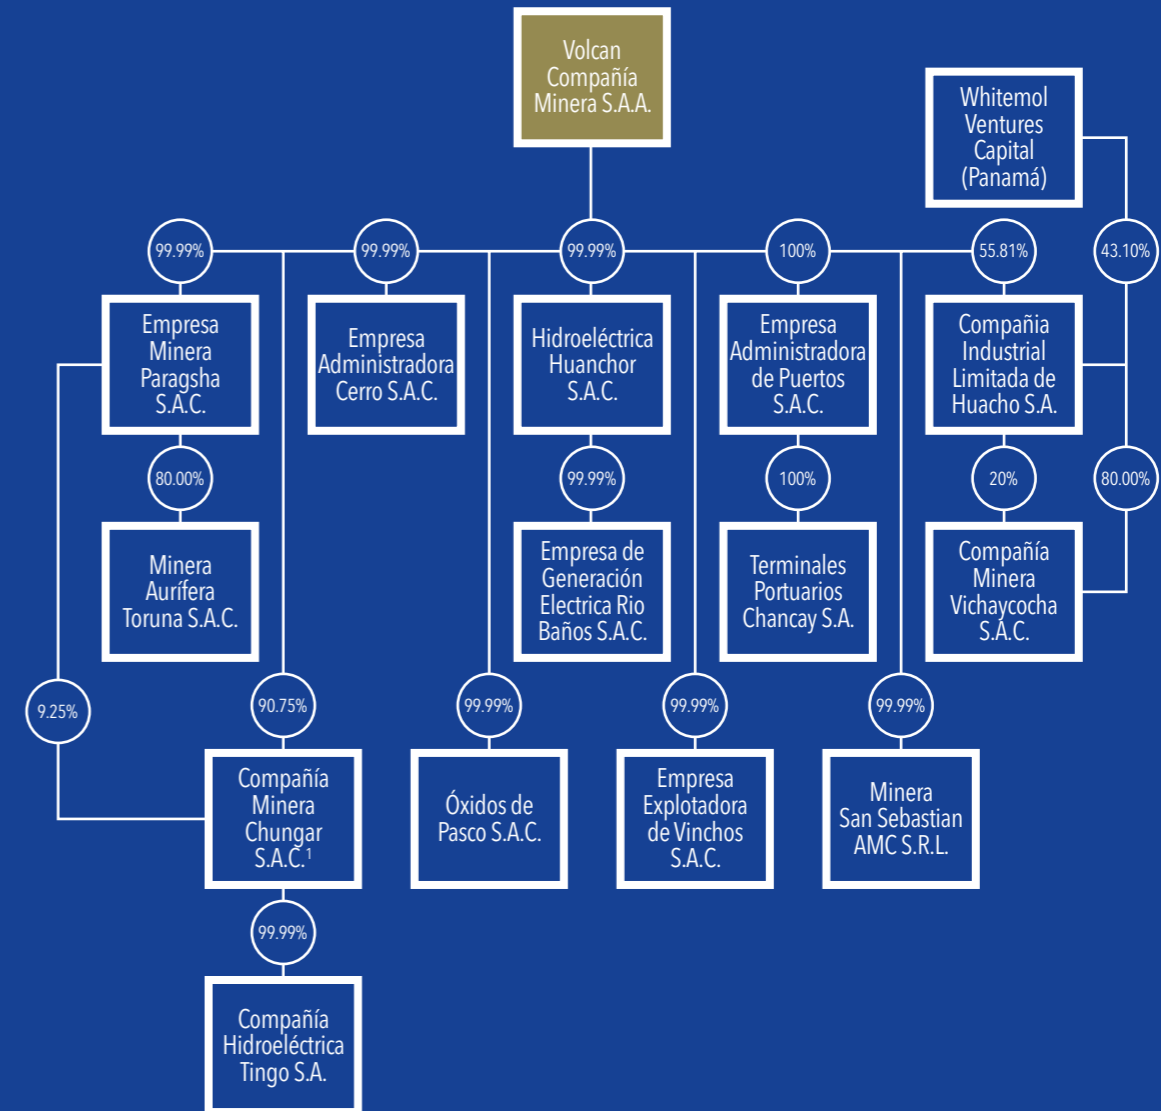 Volcan
Compañía
Minera S.A.A.
Whitemol
Ventures
Capital
(Panamá)
99.99%
99.99%
99.99%
100%
55.81%
43.10%
Empresa
Minera
Paragsha
S.A.C.
Empresa
Administradora
Cerro S.A.C.
Hidroeléctrica
Huanchor
S.A.C.
Empresa
Administradora
de Puertos
S.A.C.
Compañia
Industrial
Limitada de
Huacho S.A.
80.00%
99.99%
100%
20%
80.00%
Minera
Aurífera
Toruna S.A.C.
Empresa de
Generación
Electrica Rio
Baños S.A.C.
Terminales
Portuarios
Chancay S.A.
Compañía
Minera
Vichaycocha
S.A.C.
9.25%
90.75%
99.99%
99.99%
99.99%
Compañía
Minera
Chungar
S.A.C.¹
Óxidos de
Pasco S.A.C.
Empresa
Explotadora
de Vinchos
S.A.C.
Minera
San Sebastian
AMC S.R.L.
99.99%
Compañía
Hidroeléctrica
Tingo S.A.